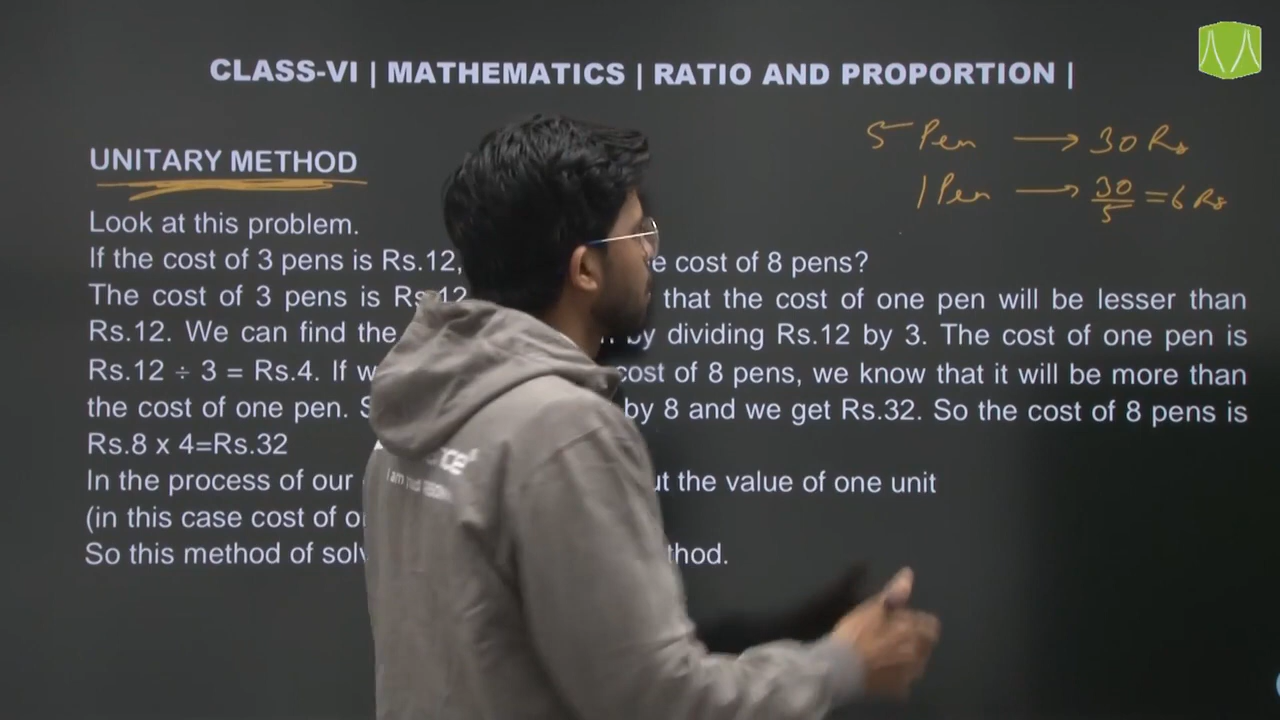 CLASS-VI | MATHEMATICS | RATIO AND PROPORTION |
5 Pen → 30 Rs
1 Pen → 30/5 = 6 Rs
UNITARY METHOD
Look at this problem.
If the cost of 3 pens is Rs.12, cost of 8 pens?
The cost of 3 pens is Rs.12 that the cost of one pen will be lesser than
Rs.12. We can find the by dividing Rs.12 by 3. The cost of one pen is
Rs.12 ÷ 3 = Rs.4. If cost of 8 pens, we know that it will be more than
the cost of one pen. by 8 and we get Rs.32. So the cost of 8 pens is
Rs.8 x 4=Rs.32
In the process of our the value of one unit
(in this case cost of
So this method of